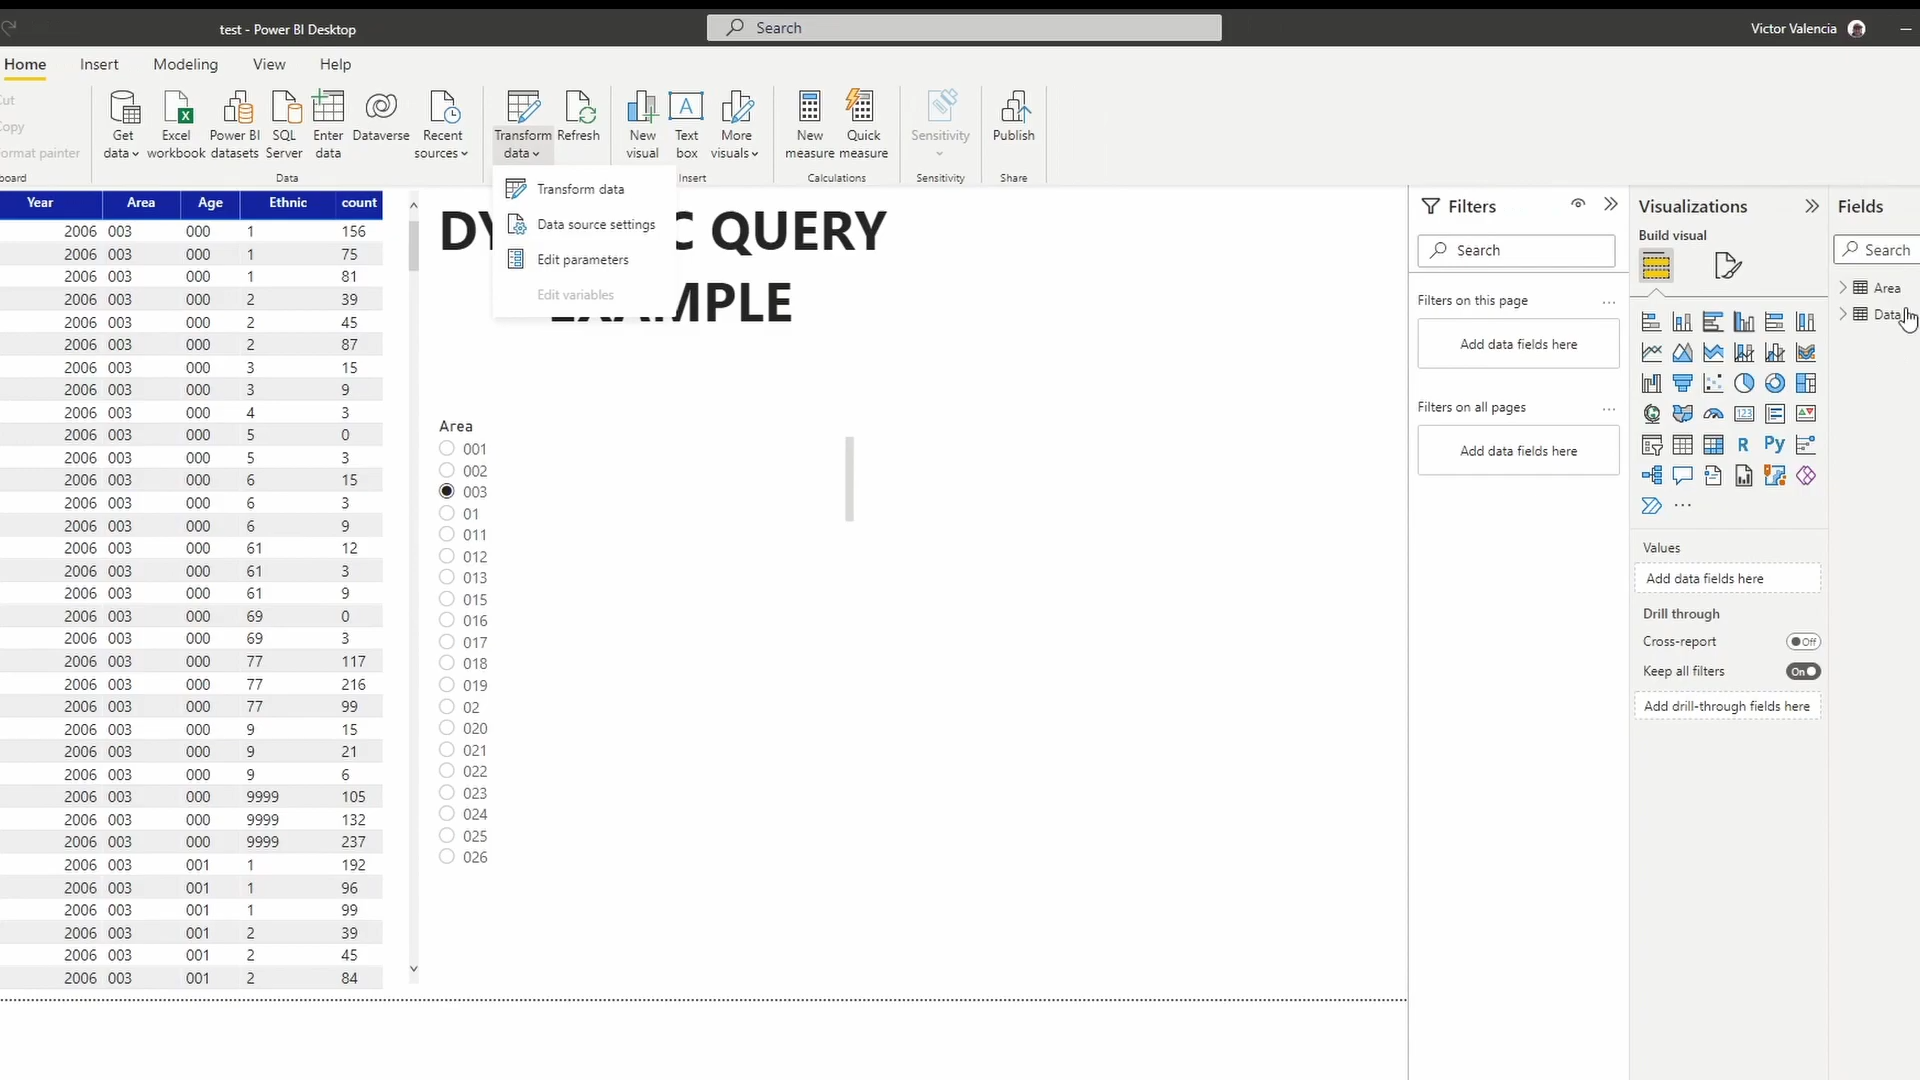 test - Power BI Desktop
Search
Victor Valencia
Home Insert Modeling View Help
ut
opy
ormat painter
board
Get data
Excel workbook
Power BI datasets
SQL Server
Enter data
Dataverse
Recent sources
Data
Transform data
Refresh
New visual
Text box
More visuals
Insert
New measure
Quick measure
Calculations
Sensitivity
Sensitivity
Publish
Share
Transform data
Data source settings
Edit parameters
Edit variables
QUERY
Year Area Age Ethnic count
2006 003 000 1 156
2006 003 000 1 75
2006 003 000 1 81
2006 003 000 2 39
2006 003 000 2 45
2006 003 000 2 87
2006 003 000 3 15
2006 003 000 3 9
2006 003 000 4 3
2006 003 000 5 0
2006 003 000 5 3
2006 003 000 6 15
2006 003 000 6 3
2006 003 000 6 9
2006 003 000 61 12
2006 003 000 61 3
2006 003 000 61 9
2006 003 000 69 0
2006 003 000 69 3
2006 003 000 77 117
2006 003 000 77 216
2006 003 000 77 99
2006 003 000 9 15
2006 003 000 9 21
2006 003 000 9 6
2006 003 000 9999 105
2006 003 000 9999 132
2006 003 000 9999 237
2006 003 001 1 192
2006 003 001 1 96
2006 003 001 1 99
2006 003 001 2 39
2006 003 001 2 45
2006 003 001 2 84
Area
001
002
003
01
011
012
013
015
016
017
018
019
02
020
021
022
023
024
025
026
Filters
Search
Filters on this page
Add data fields here
Filters on all pages
Add data fields here
Visualizations
Build visual
123
R
Py
Values
Add data fields here
Drill through
Cross-report Off
Keep all filters On
Add drill-through fields here
Fields
Search
Area
Data